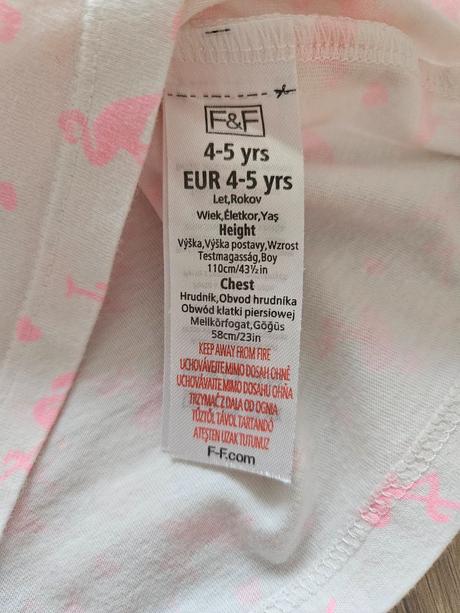 F&F
4-5 yrs
EUR 4-5 yrs
Let,Rokov
Wiek,Életkor,Yaş
Height
Výška,Výška postavy,Wzrost
Testmagasság,Boy
110cm/43½in
Chest
Hrudník,Obvod hrudníka
Obwód klatki piersiowej
Mellkõrfogat,Göğüs
58cm/23in
KEEP AWAY FROM FIRE
UCHOVÁVEJTE MIMO DOSAH OHNĚ
UCHOVÁVAJTE MIMO DOSAHU OHŇA
TRZYMAĆ Z DALA OD OGNIA
TŰZTŐL TÁVOL TARTANDÓ
ATEŞTEN UZAK TUTUNUZ
F-F.com